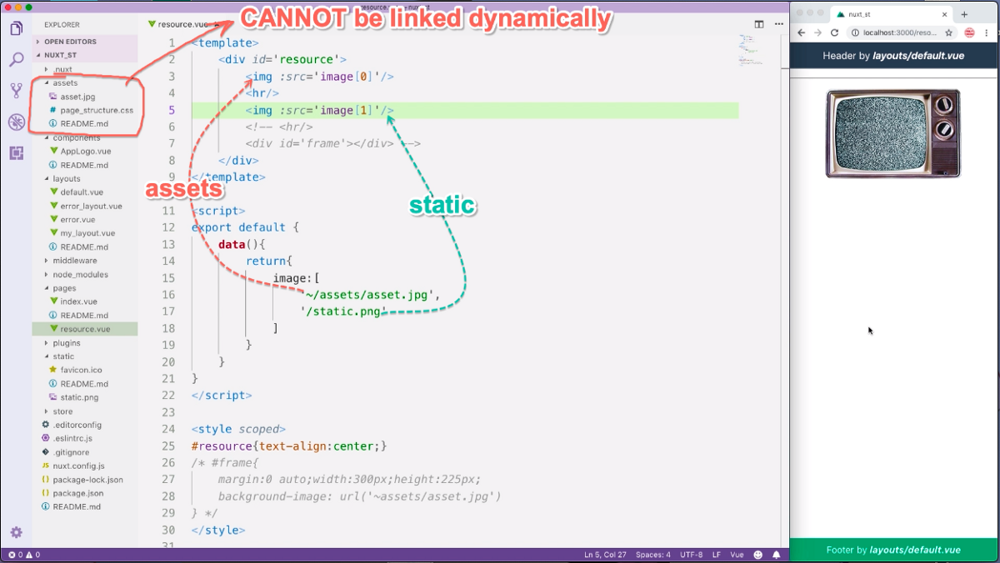 resource.vue — nuxt_st
CANNOT be linked dynamically
EXPLORER
OPEN EDITORS
NUXT_ST
.nuxt
assets
asset.jpg
page_structure.css
README.md
components
AppLogo.vue
README.md
layouts
default.vue
error_layout.vue
error.vue
my_layout.vue
README.md
middleware
node_modules
pages
index.vue
README.md
resource.vue
plugins
static
favicon.ico
README.md
static.png
store
.editorconfig
.eslintrc.js
.gitignore
nuxt.config.js
package-lock.json
package.json
README.md
resource.vue
1 <template>
2 <div id='resource'>
3 <img :src='image[0]'/>
4 <hr/>
5 <img :src='image[1]'/>
6 <!-- <hr/>
7 <div id='frame'></div> -->
8 </div>
9 </template>
assets
static
11 <script>
12 export default {
13 data(){
14 return{
15 image:[
16 '~/assets/asset.jpg',
17 '/static.png'
18 ]
19 }
20 }
21 }
22 </script>
23
24 <style scoped>
25 #resource{text-align:center;}
26 /* #frame{
27 margin:0 auto;width:300px;height:225px;
28 background-image: url('~assets/asset.jpg')
29 } */
30 </style>
31
0 0
Ln 5, Col 27 Spaces: 4 UTF-8 LF Vue
nuxt_st
localhost:3000/reso...
Header by layouts/default.vue
Footer by layouts/default.vue